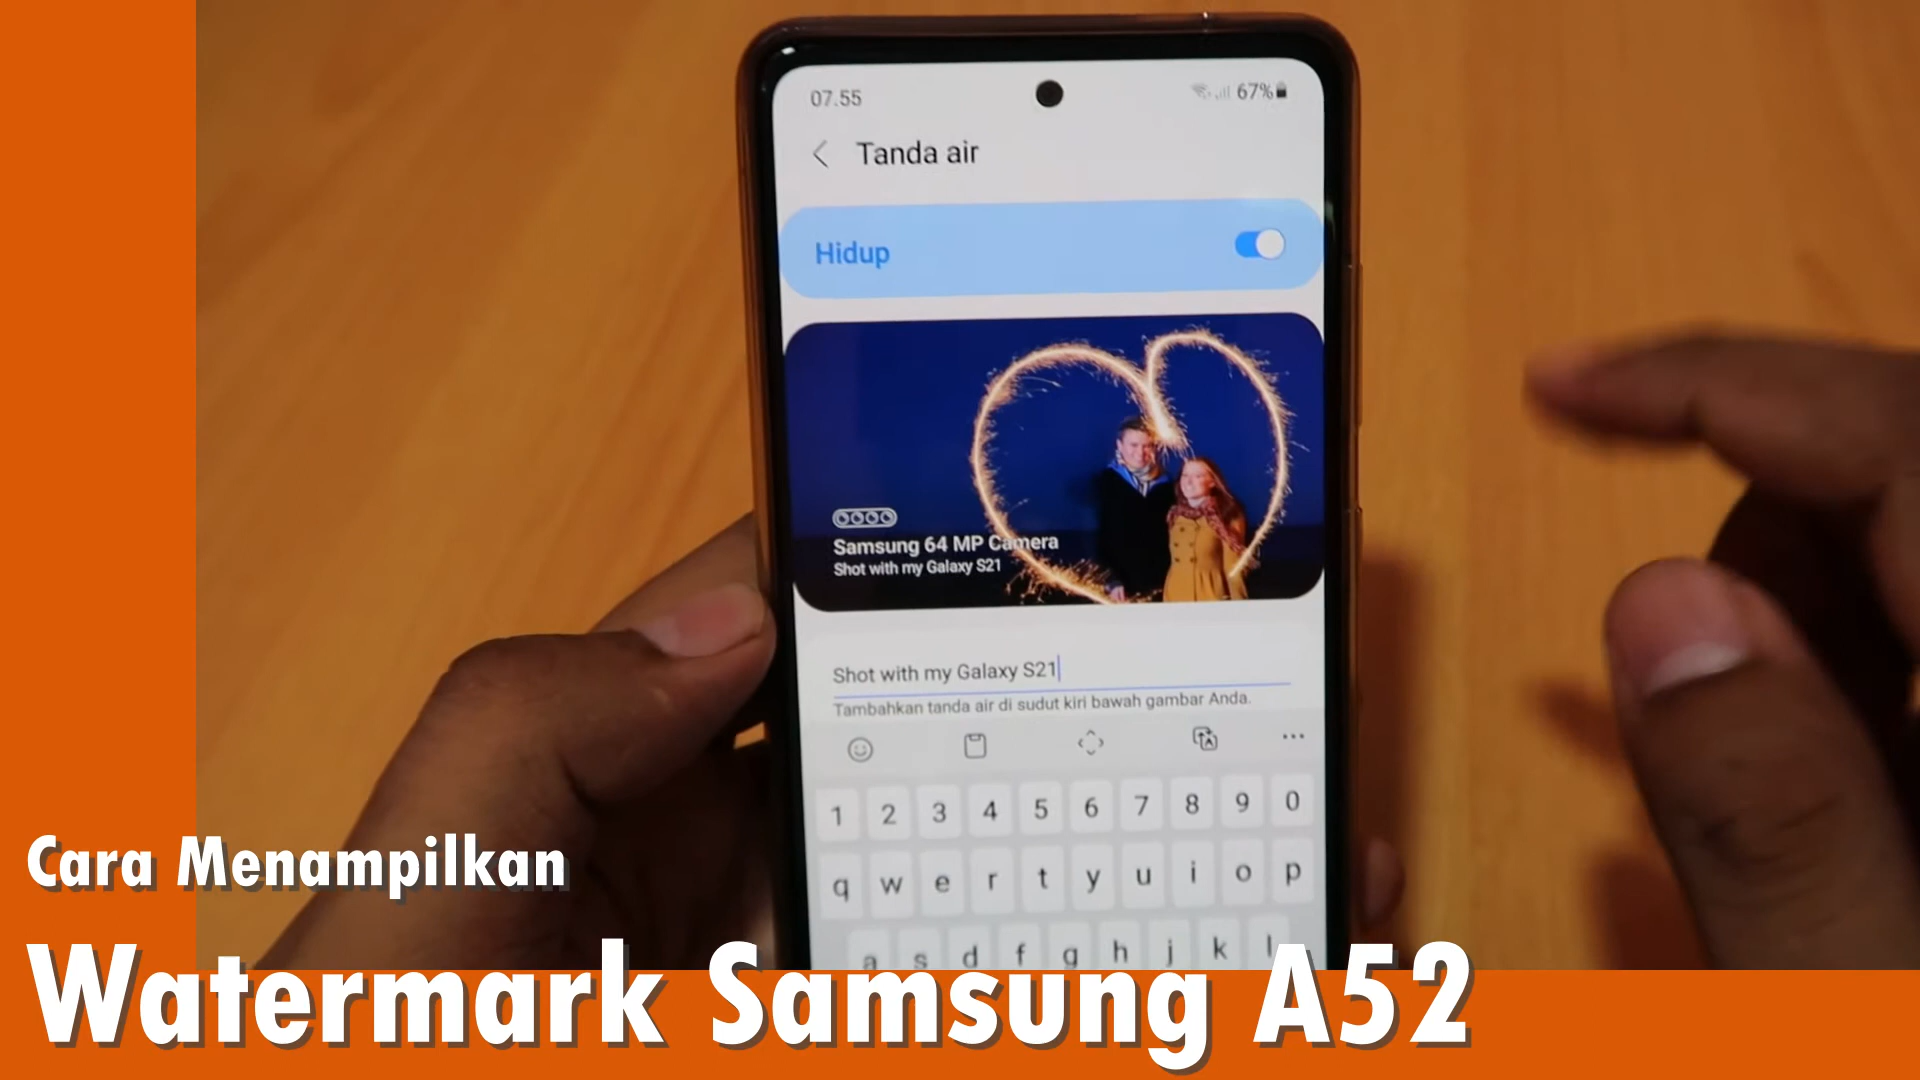 07.55
67%
Tanda air
Hidup
Samsung 64 MP Camera
Shot with my Galaxy S21
Shot with my Galaxy S21
Tambahkan tanda air di sudut kiri bawah gambar Anda.
1 2 3 4 5 6 7 8 9 0
q w e r t y u i o p
a s d f g h j k l
Cara Menampilkan
Watermark Samsung A52